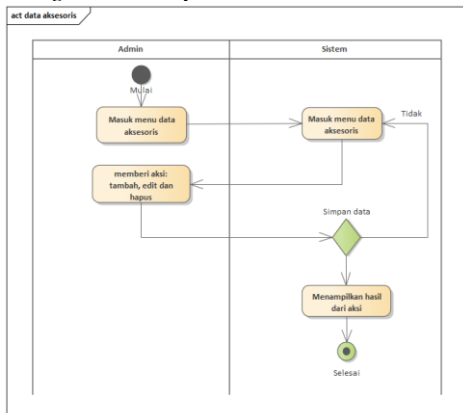 act data aksesoris
Admin
Sistem
Mulai
Masuk menu data
aksesoris
Masuk menu data
aksesoris
Tidak
memberi aksi:
tambah, edit dan
hapus
Simpan data
Menampilkan hasil
dari aksi
Selesai